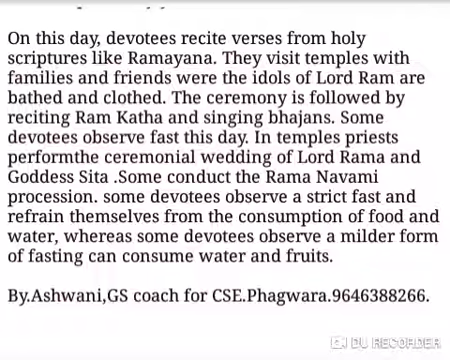 On this day, devotees recite verses from holy
scriptures like Ramayana. They visit temples with
families and friends were the idols of Lord Ram are
bathed and clothed. The ceremony is followed by
reciting Ram Katha and singing bhajans. Some
devotees observe fast this day. In temples priests
performthe ceremonial wedding of Lord Rama and
Goddess Sita .Some conduct the Rama Navami
procession. some devotees observe a strict fast and
refrain themselves from the consumption of food and
water, whereas some devotees observe a milder form
of fasting can consume water and fruits.
By.Ashwani,GS coach for CSE.Phagwara.9646388266.
DU RECORDER